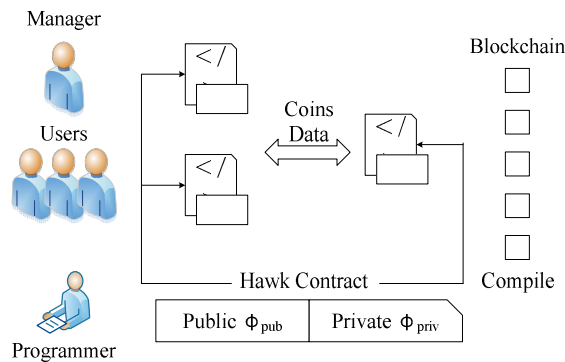 Manager
Users
Programmer
</
</
Coins
Data
</
Blockchain
Compile
Hawk Contract
Public Φpub
Private Φpriv